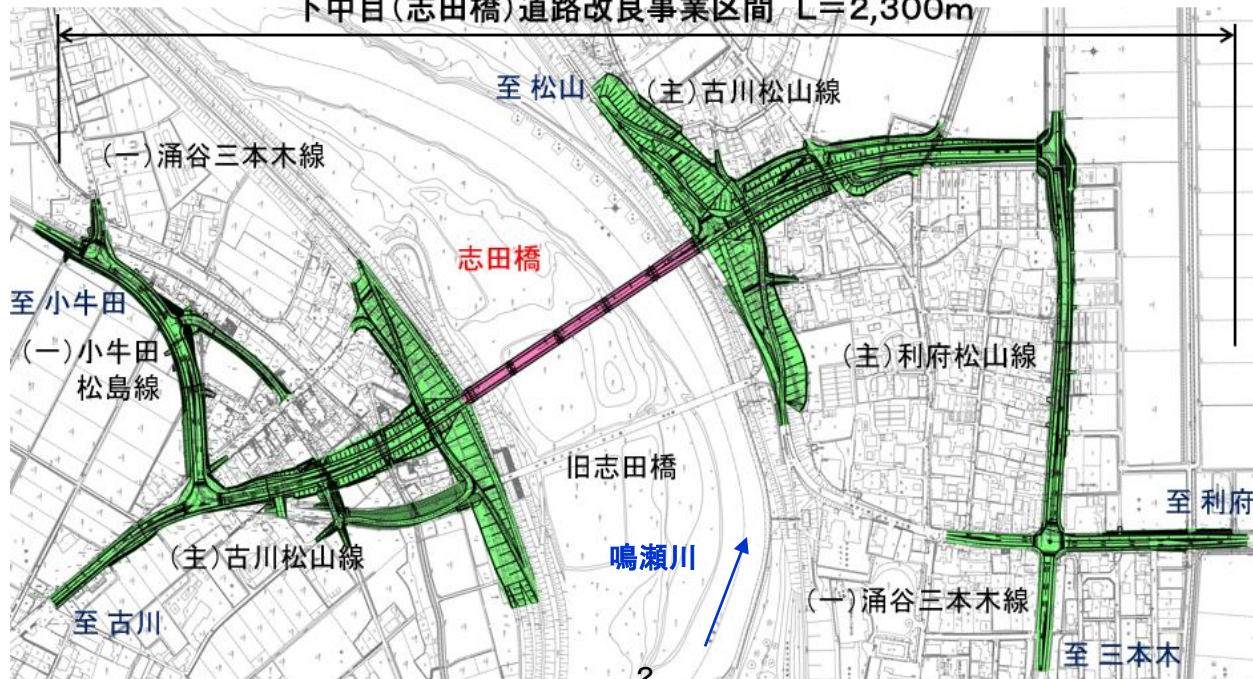 下中目(志田橋)道路改良事業区間 L=2,300m
至 松山
(主)古川松山線
(一)涌谷三本木線
志田橋
至 小牛田
(一)小牛田
松島線
(主)利府松山線
旧志田橋
至 利府
(主)古川松山線
鳴瀬川
(一)涌谷三本木線
至 古川
至 三本木
2